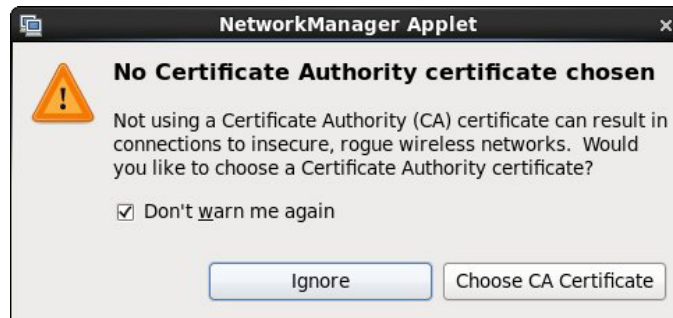 NetworkManager Applet
No Certificate Authority certificate chosen
Not using a Certificate Authority (CA) certificate can result in
connections to insecure, rogue wireless networks. Would
you like to choose a Certificate Authority certificate?
Don't warn me again
Ignore
Choose CA Certificate